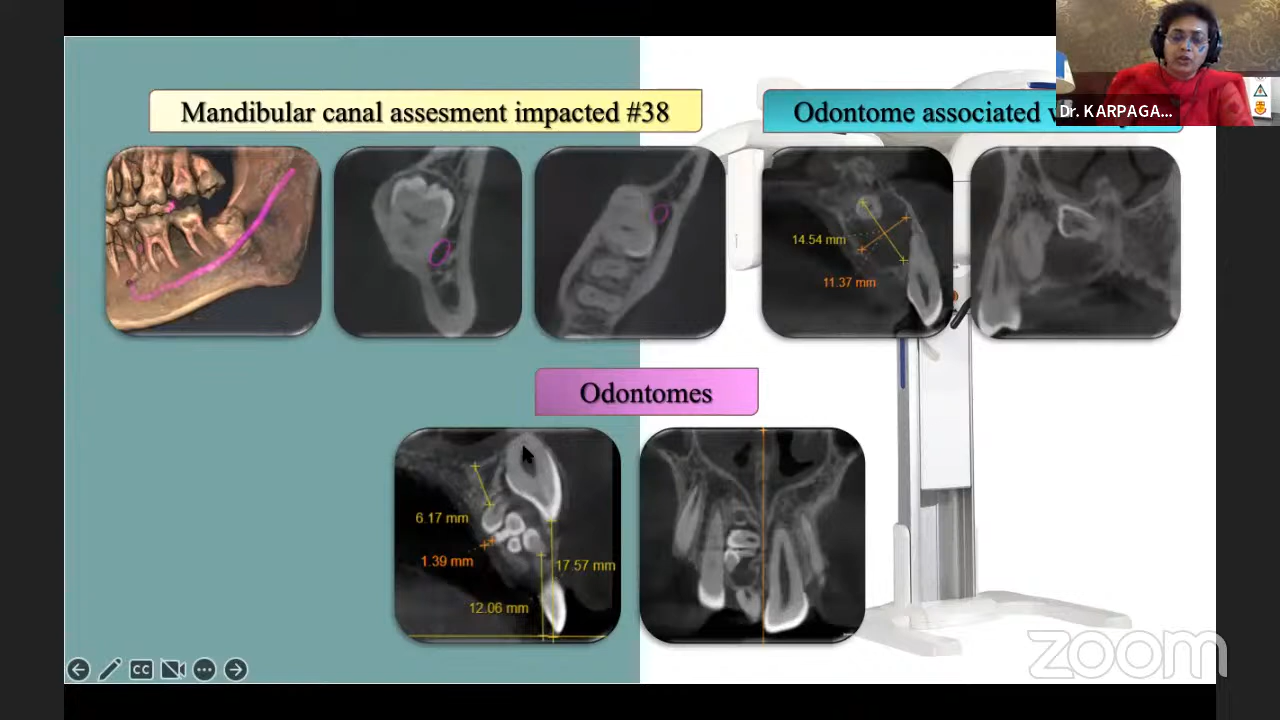 Dr. KARPAGA...
Mandibular canal assesment impacted #38
Odontome associated
14.54 mm
11.37 mm
Odontomes
6.17 mm
1.39 mm
17.57 mm
12.06 mm
CC
zoom